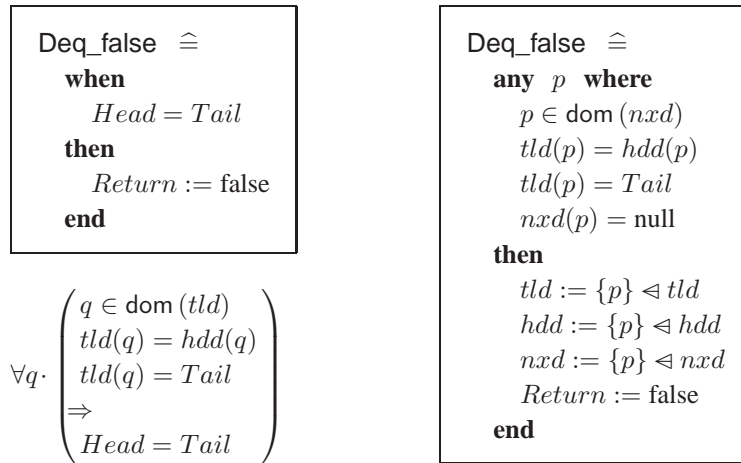 Deq_false ≙
when
Head = Tail
then
Return := false
end
∀q·
q ∈ dom (tld)
tld(q) = hdd(q)
tld(q) = Tail
⇒
Head = Tail
Deq_false ≙
any p where
p ∈ dom (nxd)
tld(p) = hdd(p)
tld(p) = Tail
nxd(p) = null
then
tld := {p} ⩤ tld
hdd := {p} ⩤ hdd
nxd := {p} ⩤ nxd
Return := false
end